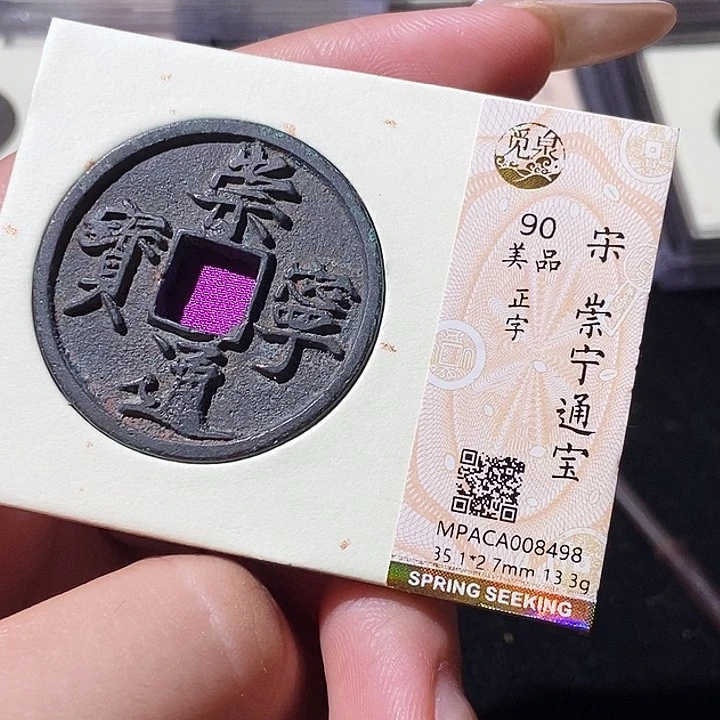 崇寧通寳
觅泉
90
美品
正字
宋 崇宁通宝
MPACA008498
35.1*2.7mm 13.3g
SPRING SEEKING